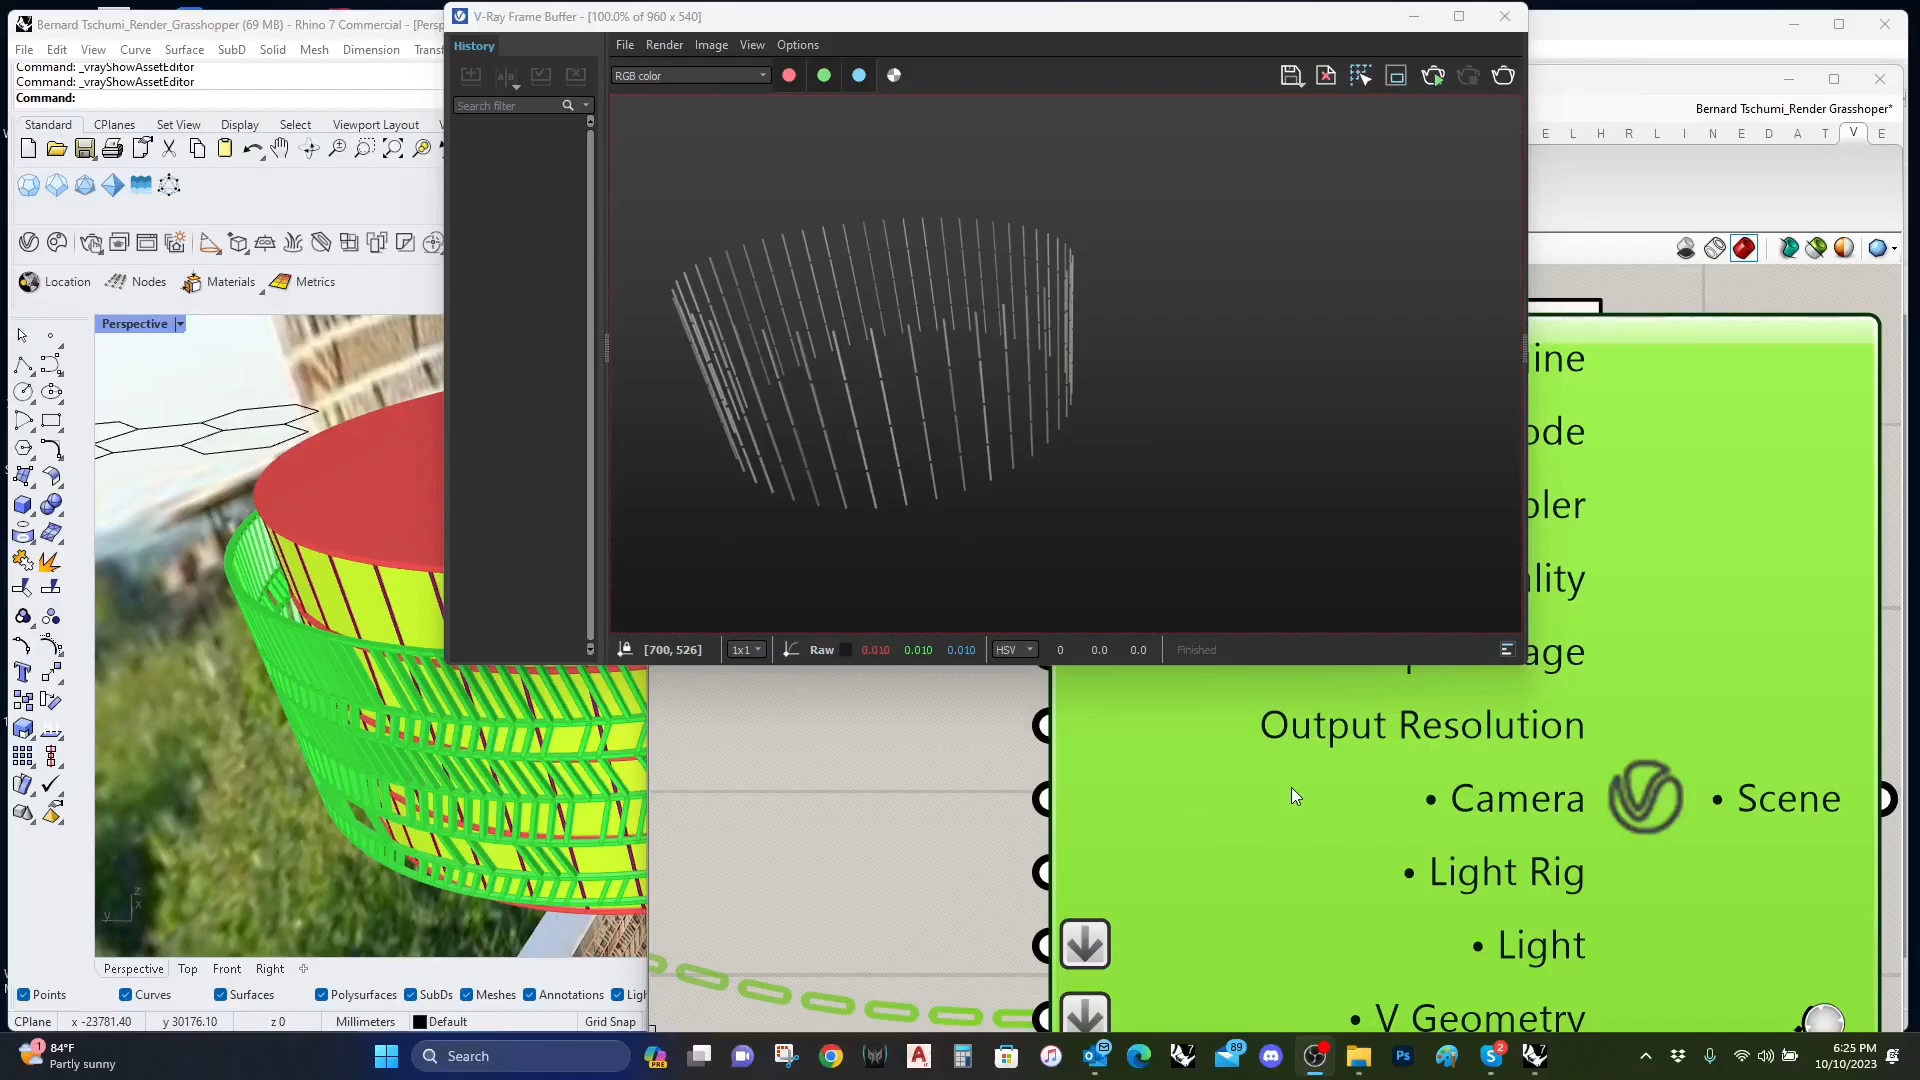 Bernard Tschumi_Render_Grasshopper (69 MB) - Rhino 7 Commercial - [Persp
File Edit View Curve Surface SubD Solid Mesh Dimension Transf
Command: _vrayShowAssetEditor
Command: _vrayShowAssetEditor
Command:
Standard CPlanes Set View Display Select Viewport Layout
Location Nodes Materials Metrics
Perspective
V-Ray Frame Buffer - [100.0% of 960 x 540]
History
File Render Image View Options
RGB color
Search filter
[700, 526] 1x1 Raw 0.010 0.010 0.010 HSV 0 0.0 0.0 Finished
Bernard Tschumi_Render Grasshoper*
E L H R L I N E D A T V E
ine
ode
pler
ality
age
Output Resolution
• Camera
• Scene
• Light Rig
• Light
• V Geometry
z
y x
Perspective Top Front Right
Points Curves Surfaces Polysurfaces SubDs Meshes Annotations Ligh
CPlane x -23781.40 y 30176.10 z 0 Millimeters Default Grid Snap
1
84°F
Partly sunny
Search
PRE
89
2
6:25 PM
10/10/2023